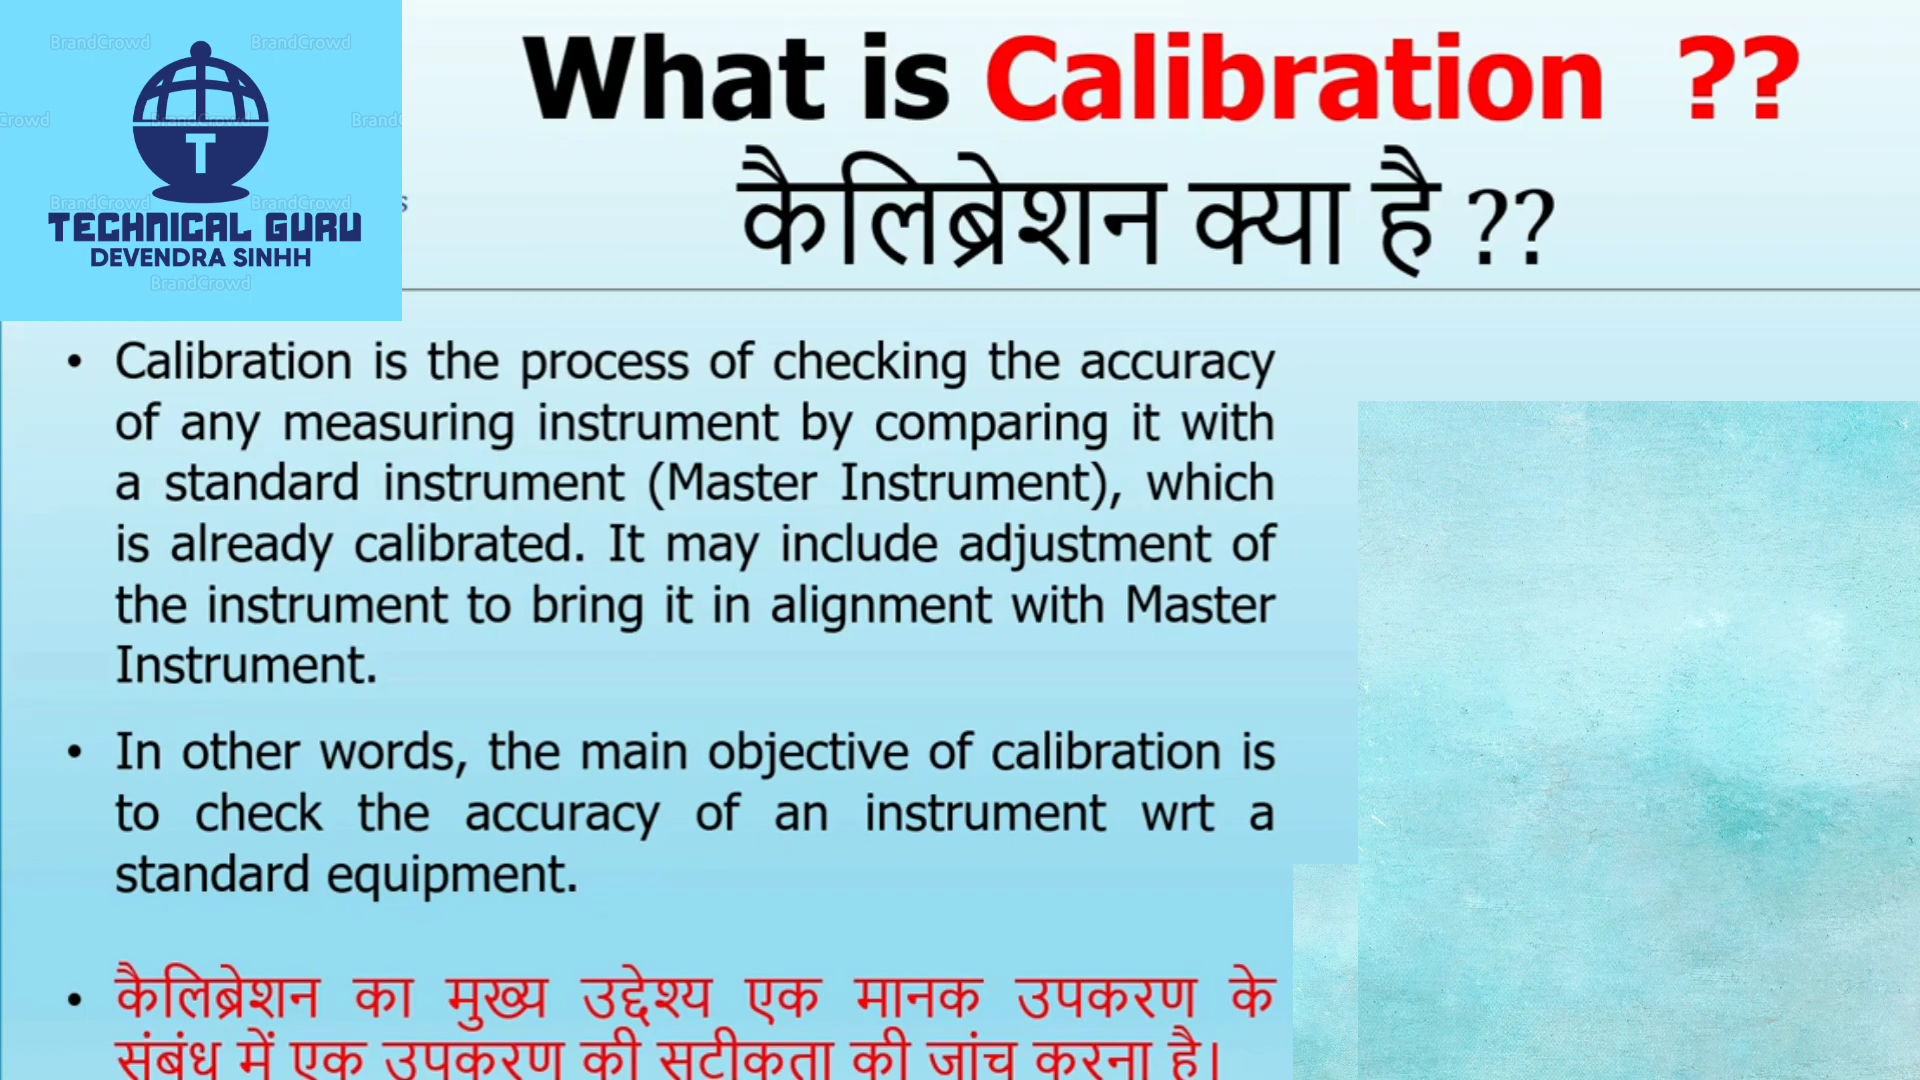 BrandCrowd BrandCrowd
Crowd BrandCrowd Brand
T
BrandCrowd BrandCrowd
TECHNICAL GURU
DEVENDRA SINHH
BrandCrowd
s
What is Calibration ??
कैलिब्रेशन क्या है ??
• Calibration is the process of checking the accuracy
of any measuring instrument by comparing it with
a standard instrument (Master Instrument), which
is already calibrated. It may include adjustment of
the instrument to bring it in alignment with Master
Instrument.
• In other words, the main objective of calibration is
to check the accuracy of an instrument wrt a
standard equipment.
• कैलिब्रेशन का मुख्य उद्देश्य एक मानक उपकरण के
संबंध में एक उपकरण की सटीकता की जांच करना है।